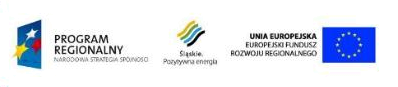 PROGRAM
REGIONALNY
NARODOWA STRATEGIA SPÓJNOŚCI
Śląskie.
Pozytywna energia
UNIA EUROPEJSKA
EUROPEJSKI FUNDUSZ
ROZWOJU REGIONALNEGO